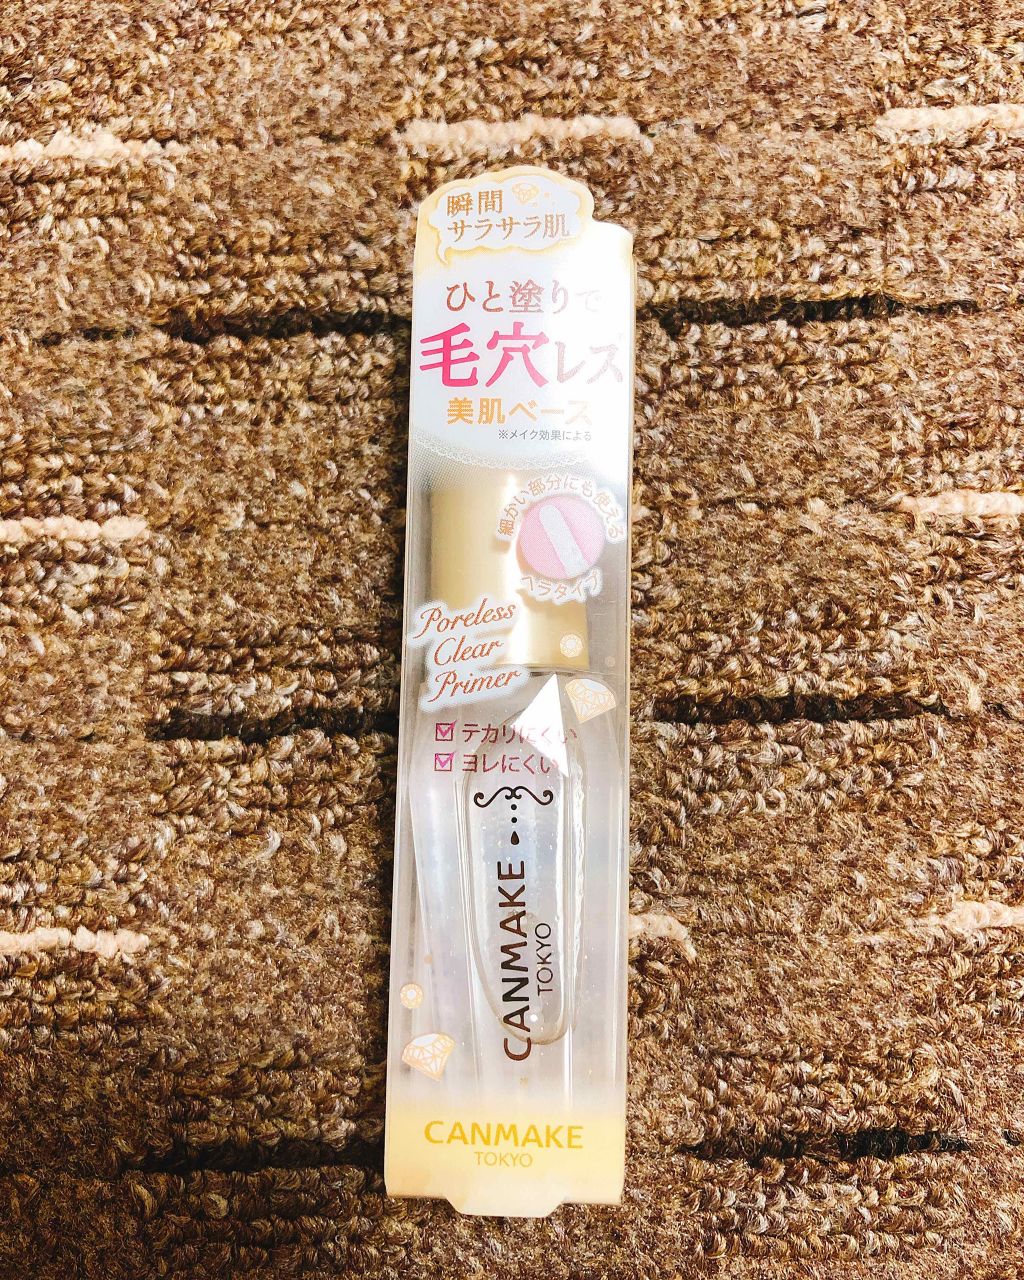 瞬間
サラサラ肌
ひと塗りで
毛穴レス
美肌ベース
※メイク効果による
細かい部分にも使える
ヘラタイプ
Poreless
Clear
Primer
テカリにくい
ヨレにくい
CANMAKE
TOKYO
CANMAKE
TOKYO